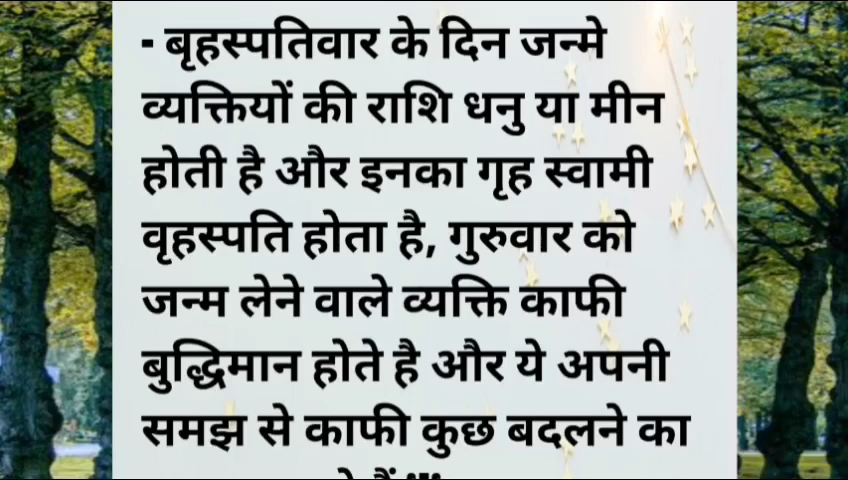 - बृहस्पतिवार के दिन जन्मे
व्यक्तियों की राशि धनु या मीन
होती है और इनका गृह स्वामी
वृहस्पति होता है, गुरुवार को
जन्म लेने वाले व्यक्ति काफी
बुद्धिमान होते है और ये अपनी
समझ से काफी कुछ बदलने का